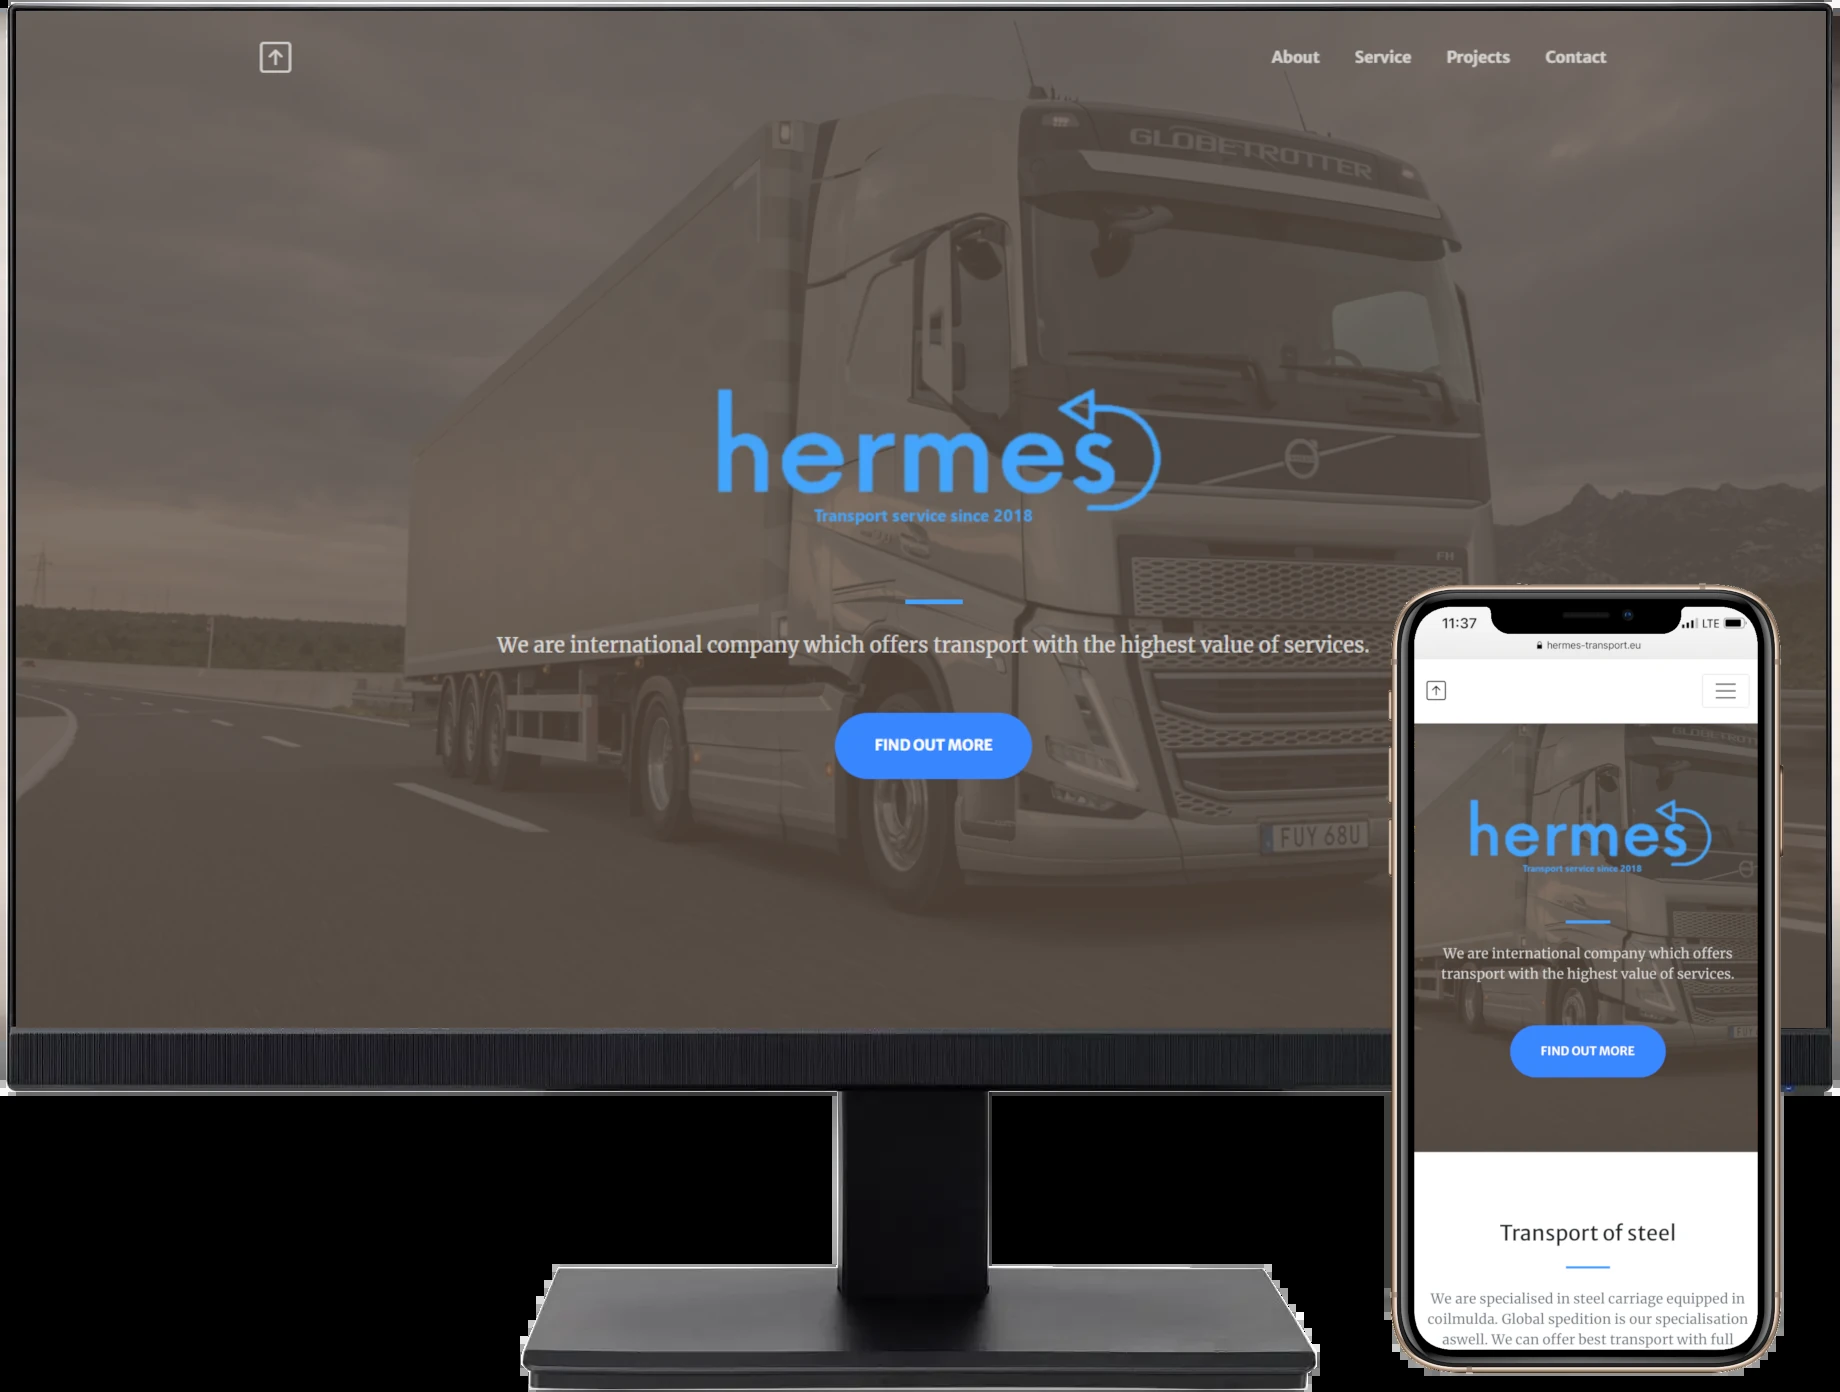 About Service Projects Contact
GLOBETROTTER
hermes
Transport service since 2018
FH
We are international company which offers transport with the highest value of services.
FIND OUT MORE
FUY 68U
11:37
LTE
hermes-transport.eu
GLOBETROTT
hermes
Transport service since 2018
We are international company which offers
transport with the highest value of services.
FUY
FIND OUT MORE
Transport of steel
We are specialised in steel carriage equipped in
coilmulda. Global spedition is our specialisation
aswell. We can offer best transport with full